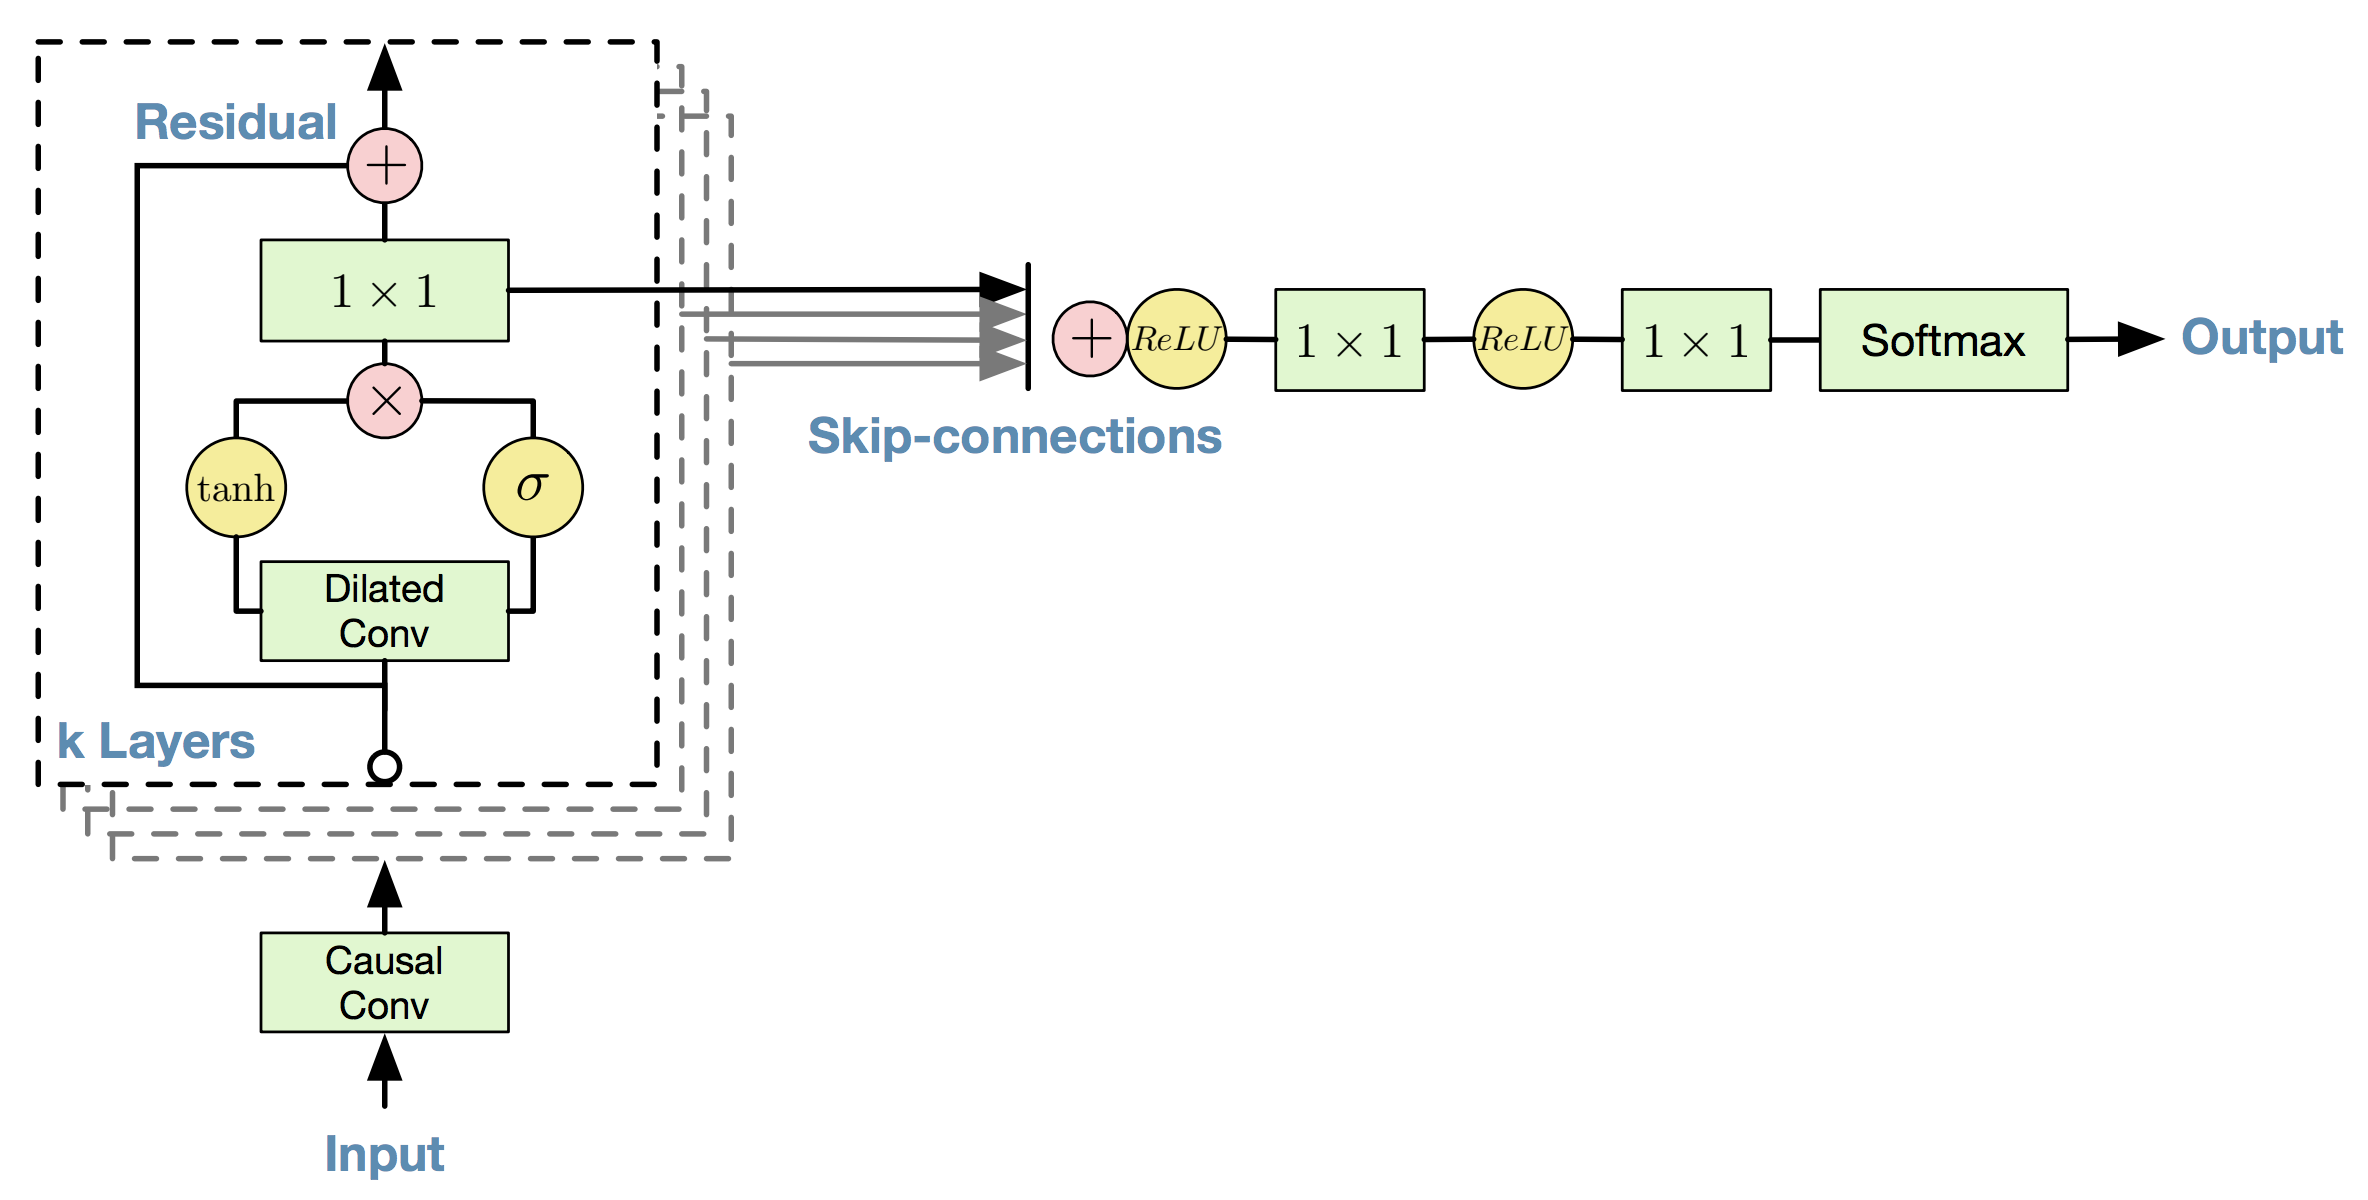 Residual
+
1 × 1
×
tanh
σ
Dilated
Conv
k Layers
Causal
Conv
Input
Skip-connections
+
ReLU
1 × 1
ReLU
1 × 1
Softmax
Output